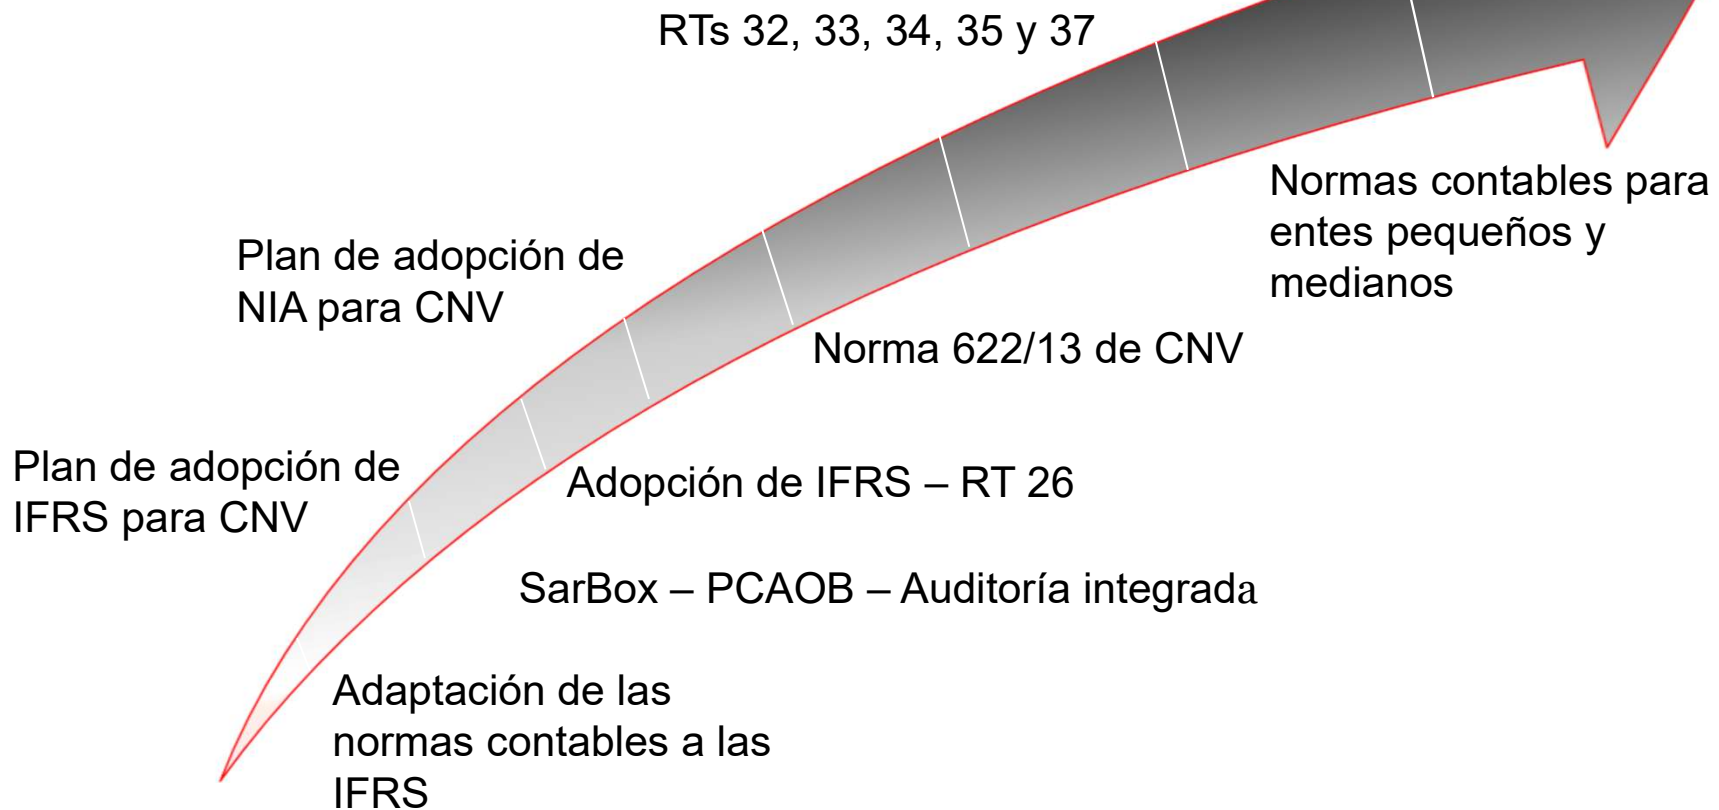 RTs 32, 33, 34, 35 y 37
Normas contables para
entes pequeños y
medianos
Plan de adopción de
NIA para CNV
Norma 622/13 de CNV
Plan de adopción de
IFRS para CNV
Adopción de IFRS – RT 26
SarBox – PCAOB – Auditoría integrada
Adaptación de las
normas contables a las
IFRS